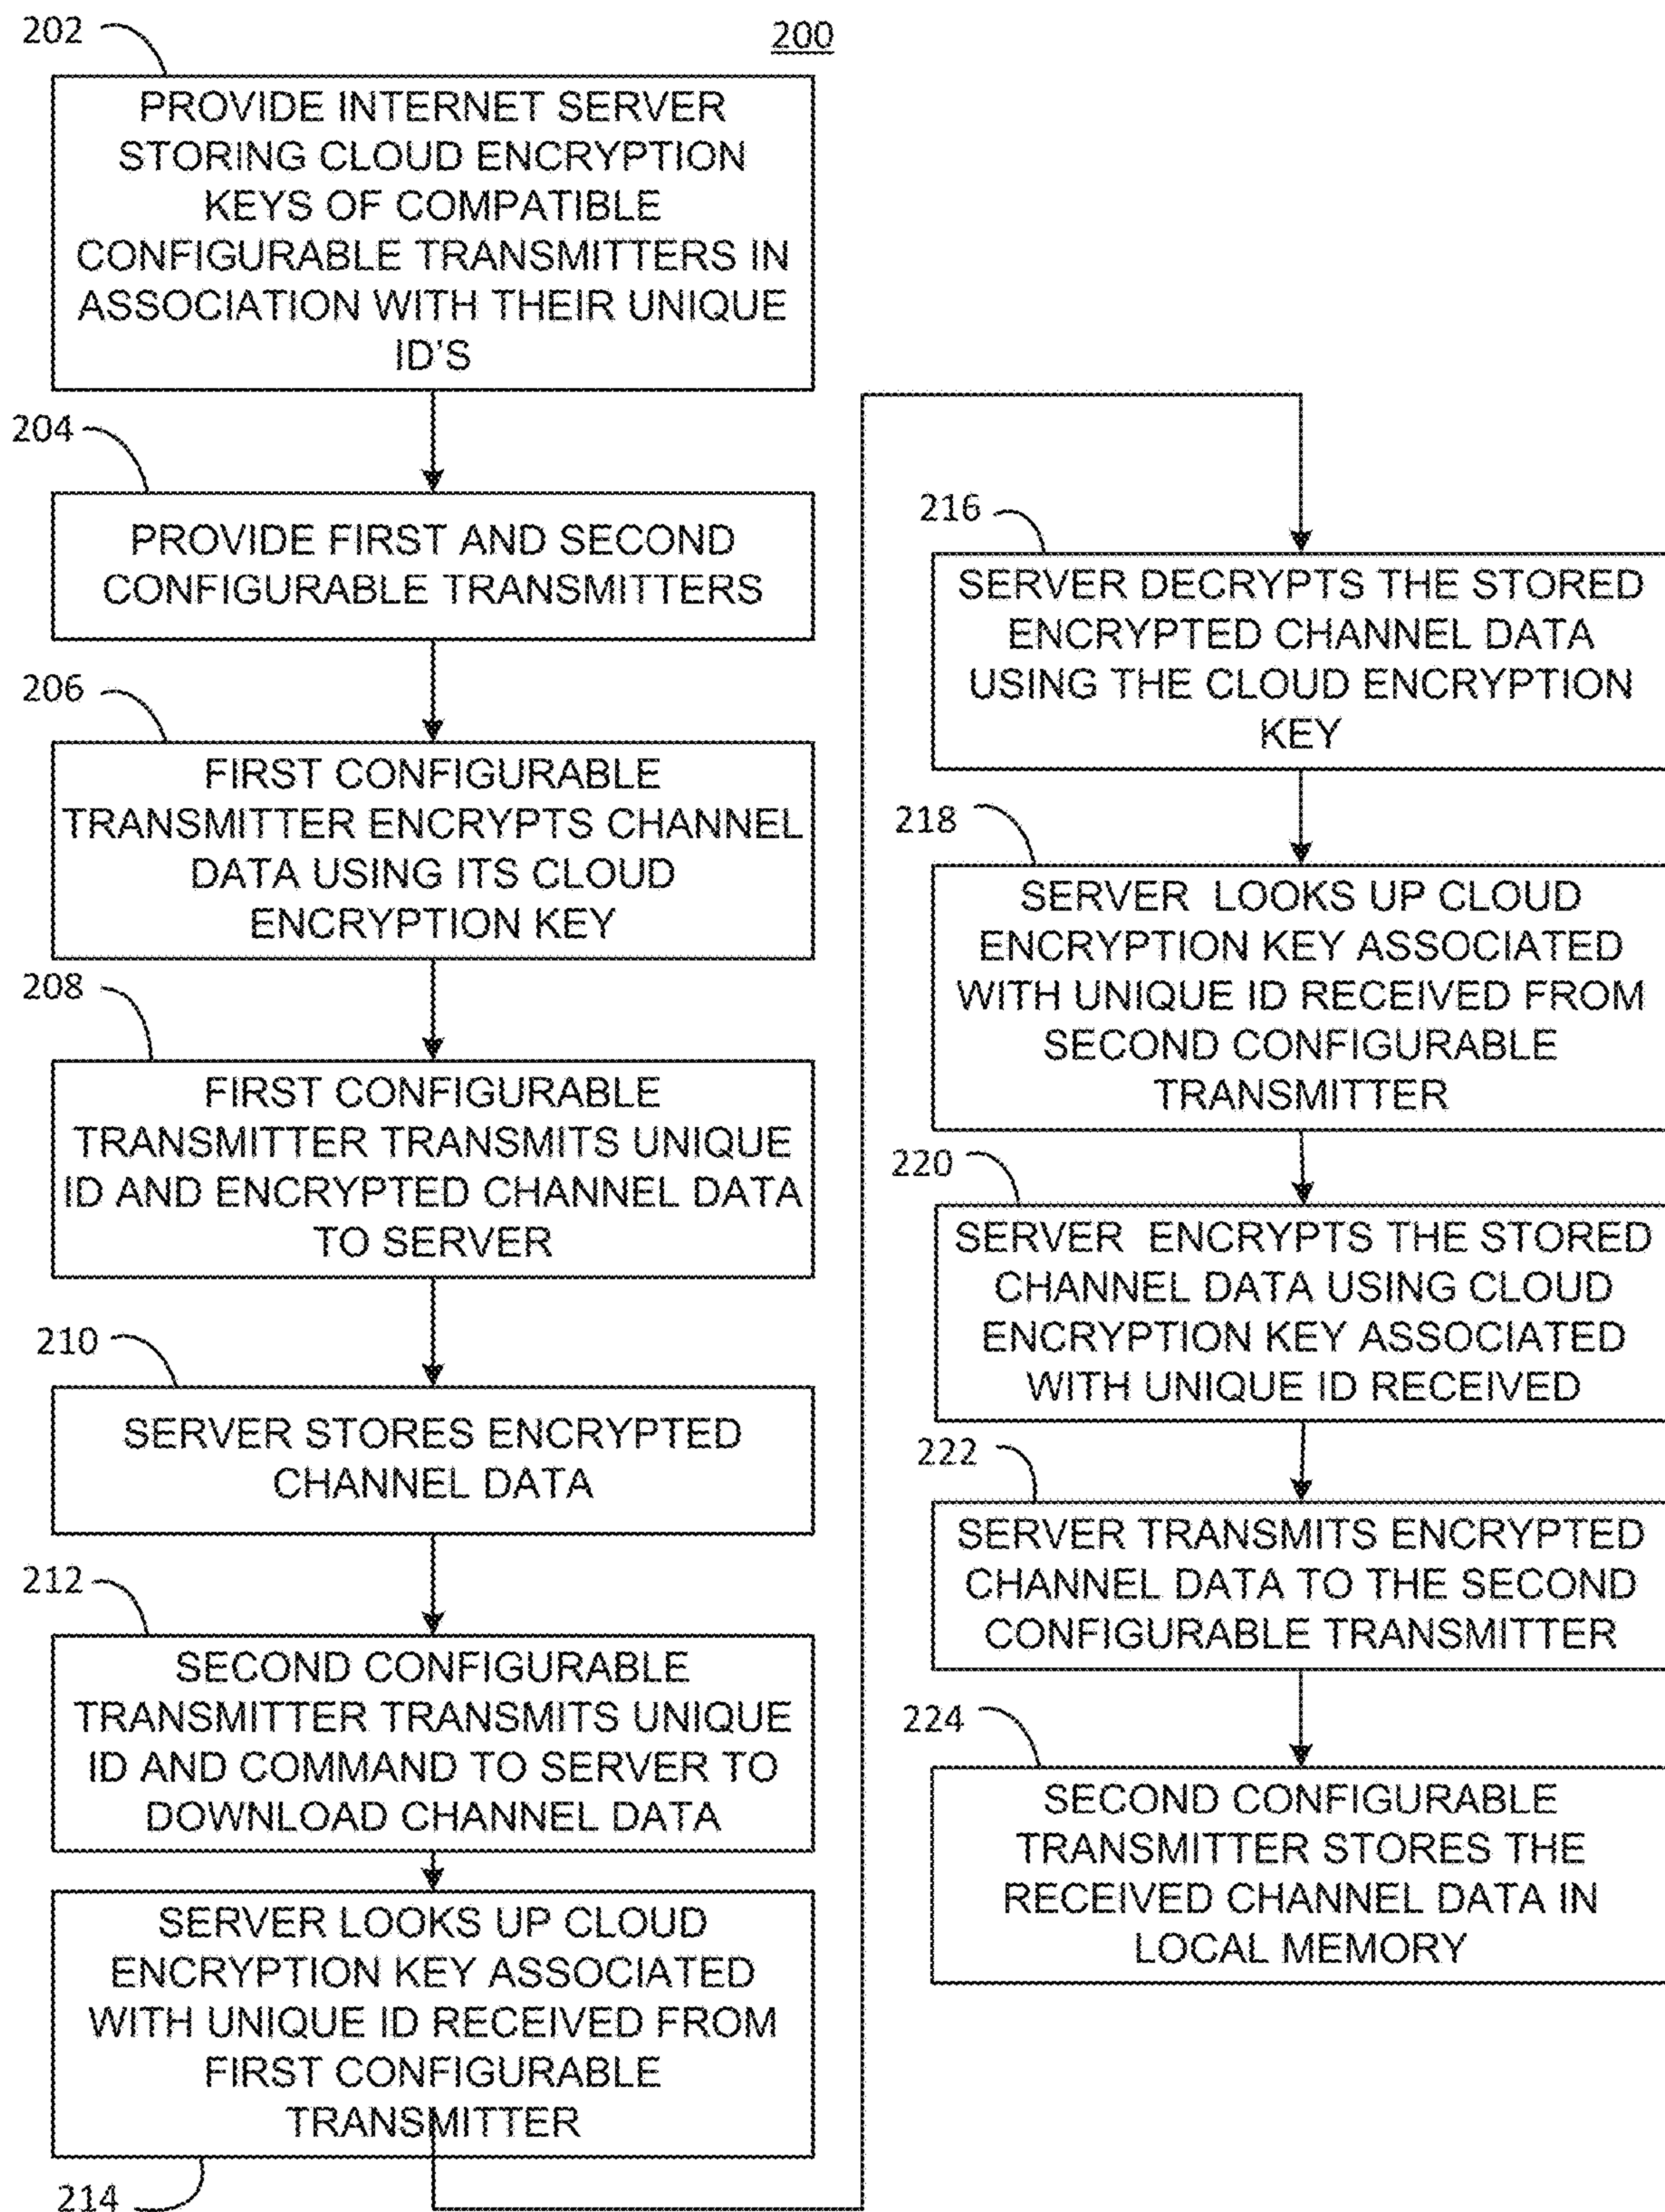 202
200
PROVIDE INTERNET SERVER
STORING CLOUD ENCRYPTION
KEYS OF COMPATIBLE
CONFIGURABLE TRANSMITTERS IN
ASSOCIATION WITH THEIR UNIQUE
ID'S
204
PROVIDE FIRST AND SECOND
CONFIGURABLE TRANSMITTERS
206
FIRST CONFIGURABLE
TRANSMITTER ENCRYPTS CHANNEL
DATA USING ITS CLOUD
ENCRYPTION KEY
208
FIRST CONFIGURABLE
TRANSMITTER TRANSMITS UNIQUE
ID AND ENCRYPTED CHANNEL DATA
TO SERVER
210
SERVER STORES ENCRYPTED
CHANNEL DATA
212
SECOND CONFIGURABLE
TRANSMITTER TRANSMITS UNIQUE
ID AND COMMAND TO SERVER TO
DOWNLOAD CHANNEL DATA
SERVER LOOKS UP CLOUD
ENCRYPTION KEY ASSOCIATED
WITH UNIQUE ID RECEIVED FROM
FIRST CONFIGURABLE
TRANSMITTER
214
216
SERVER DECRYPTS THE STORED
ENCRYPTED CHANNEL DATA
USING THE CLOUD ENCRYPTION
KEY
218
SERVER LOOKS UP CLOUD
ENCRYPTION KEY ASSOCIATED
WITH UNIQUE ID RECEIVED FROM
SECOND CONFIGURABLE
TRANSMITTER
220
SERVER ENCRYPTS THE STORED
CHANNEL DATA USING CLOUD
ENCRYPTION KEY ASSOCIATED
WITH UNIQUE ID RECEIVED
222
SERVER TRANSMITS ENCRYPTED
CHANNEL DATA TO THE SECOND
CONFIGURABLE TRANSMITTER
224
SECOND CONFIGURABLE
TRANSMITTER STORES THE
RECEIVED CHANNEL DATA IN
LOCAL MEMORY